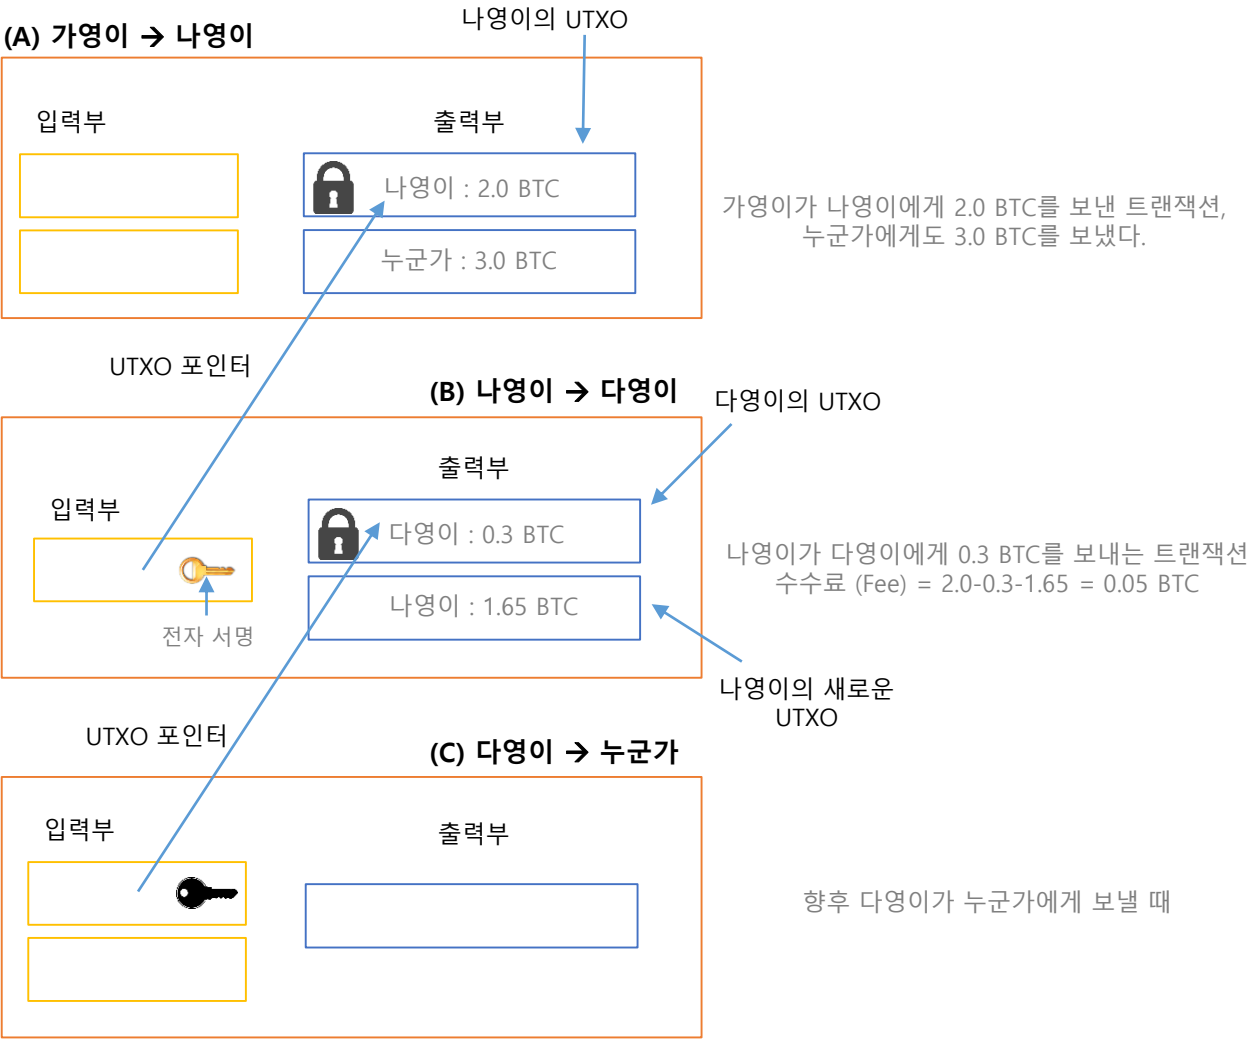 나영이의 UTXO
(A) 가영이 → 나영이
입력부
출력부
나영이 : 2.0 BTC
누군가 : 3.0 BTC
가영이가 나영이에게 2.0 BTC를 보낸 트랜잭션,
누군가에게도 3.0 BTC를 보냈다.
UTXO 포인터
(B) 나영이 → 다영이
다영이의 UTXO
출력부
입력부
다영이 : 0.3 BTC
나영이 : 1.65 BTC
전자 서명
나영이가 다영이에게 0.3 BTC를 보내는 트랜잭션
수수료 (Fee) = 2.0-0.3-1.65 = 0.05 BTC
나영이의 새로운
UTXO
UTXO 포인터
(C) 다영이 → 누군가
입력부
출력부
향후 다영이가 누군가에게 보낼 때